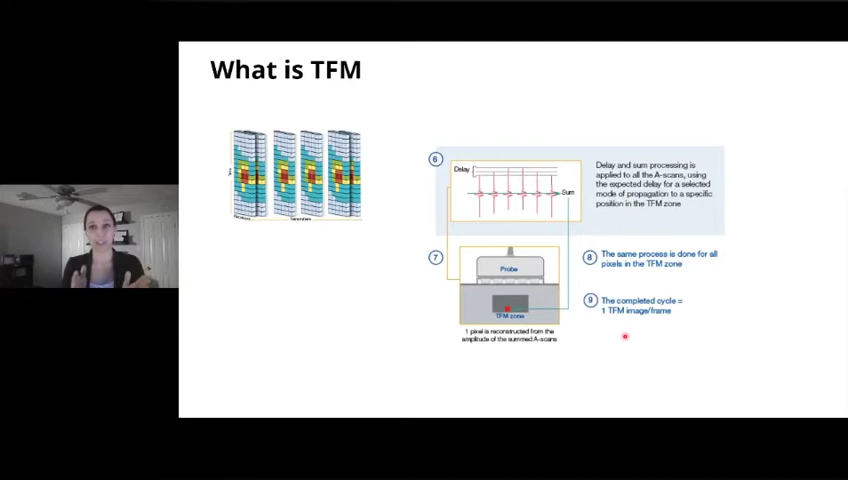 What is TFM
6
Delay
Sum
Delay and sum processing is
applied to all the A-scans, using
the expected delay for a selected
mode of propagation to a specific
position in the TFM zone
7
Probe
TFM zone
1 pixel is reconstructed from the
amplitude of the summed A-scans
8
The same process is done for all
pixels in the TFM zone
9
The completed cycle =
1 TFM image/frame